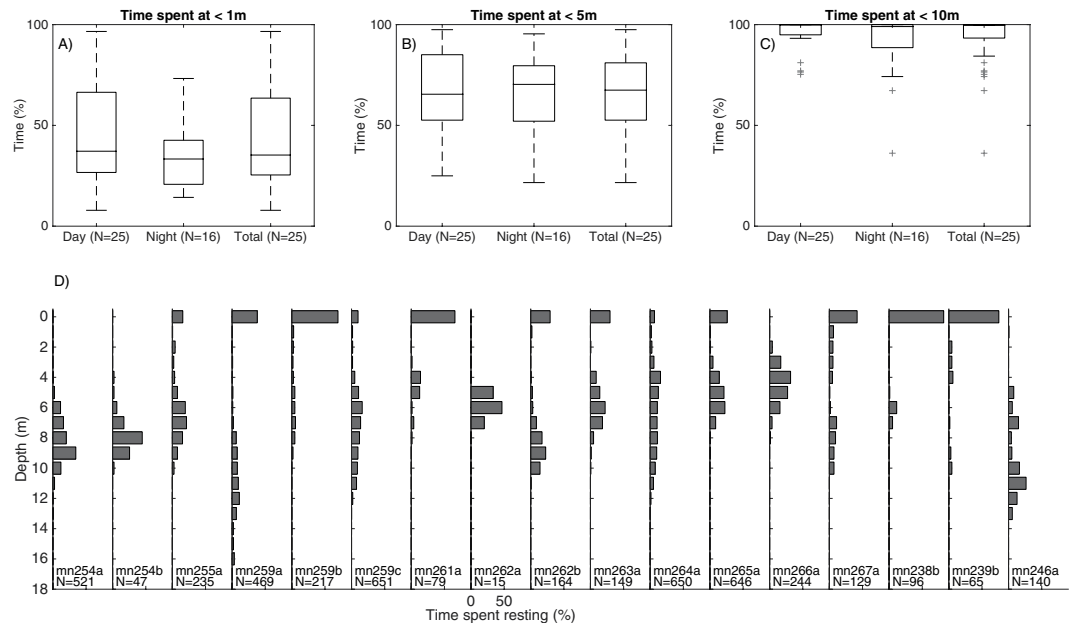 Time spent at < 1m
Time spent at < 5m
Time spent at < 10m
100
50
0
Time (%)
A)
Day (N=25) Night (N=16) Total (N=25)
100
50
0
Time (%)
B)
Day (N=25) Night (N=16) Total (N=25)
100
50
0
Time (%)
C)
Day (N=25) Night (N=16) Total (N=25)
D)
0
2
4
6
8
10
12
14
16
18
Depth (m)
mn254a mn254b mn255a mn259a mn259b mn259c mn261a mn262a mn262b mn263a mn264a mn265a mn266a mn267a mn238b mn239b mn246a
N=521 N=47 N=235 N=469 N=217 N=651 N=79 N=15 N=164 N=149 N=650 N=646 N=244 N=129 N=96 N=65 N=140
0 50
Time spent resting (%)